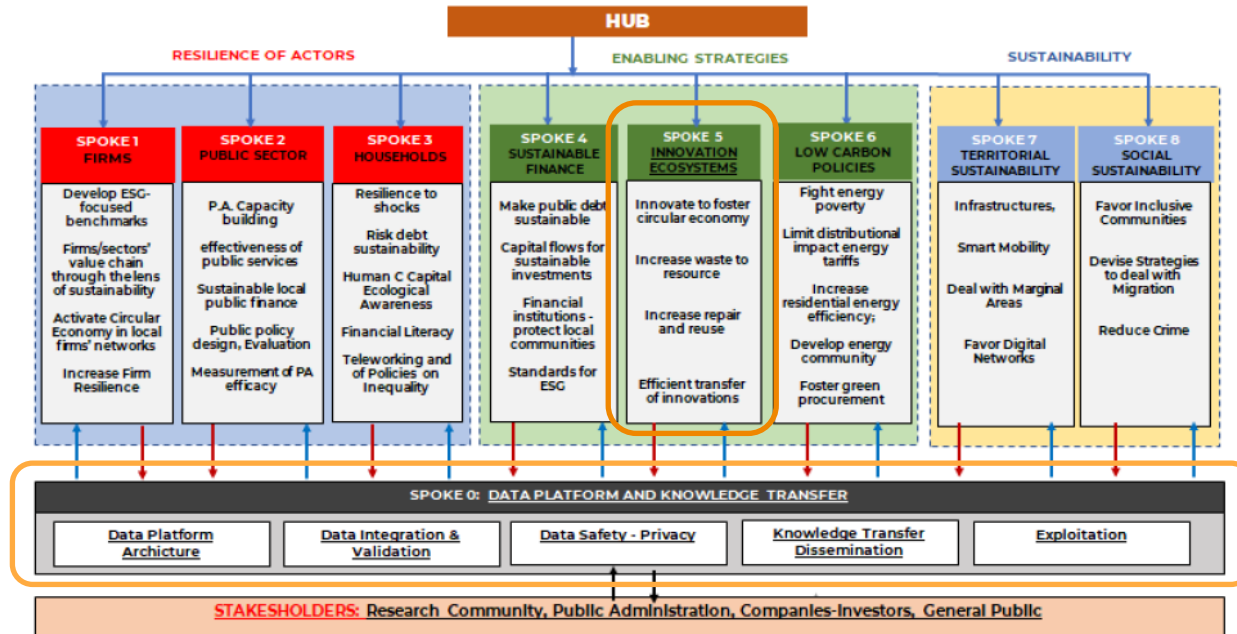 HUB
RESILIENCE OF ACTORS
ENABLING STRATEGIES
SUSTAINABILITY
SPOKE 1
FIRMS
Develop ESG-
focused
benchmarks
Firms/sectors'
value chain
through the lens
of sustainability
Activate Circular
Economy in local
firms' networks
Increase Firm
Resilience
SPOKE 2
PUBLIC SECTOR
P.A. Capacity
building
effectiveness of
public services
Sustainable local
public finance
Public policy
design, Evaluation
Measurement of PA
efficacy
SPOKE 3
HOUSEHOLDS
Resilience to
shocks
Risk debt
sustainability
Human C Capital
Ecological
Awareness
Financial Literacy
Teleworking and
of Policies on
Inequality
SPOKE 4
SUSTAINABLE
FINANCE
Make public debt
sustainable
Capital flows for
sustainable
investments
Financial
institutions -
protect local
communities
Standards for
ESG
SPOKE 5
INNOVATION
ECOSYSTEMS
Innovate to foster
circular economy
Increase waste to
resource
Increase repair
and reuse
Efficient transfer
of innovations
SPOKE 6
LOW CARBON
POLICIES
Fight energy
poverty
Limit distributional
impact energy
tariffs
Increase
residential energy
efficiency;
Develop energy
community
Foster green
procurement
SPOKE 7
TERRITORIAL
SUSTAINABILITY
Infrastructures,
Smart Mobility
Deal with Marginal
Areas
Favor Digital
Networks
SPOKE 8
SOCIAL
SUSTAINABILITY
Favor Inclusive
Communities
Devise Strategies
to deal with
Migration
Reduce Crime
SPOKE 0: DATA PLATFORM AND KNOWLEDGE TRANSFER
Data Platform
Archicture
Data Integration &
Validation
Data Safety - Privacy
Knowledge Transfer
Dissemination
Exploitation
STAKESHOLDERS: Research Community, Public Administration, Companies-Investors, General Public